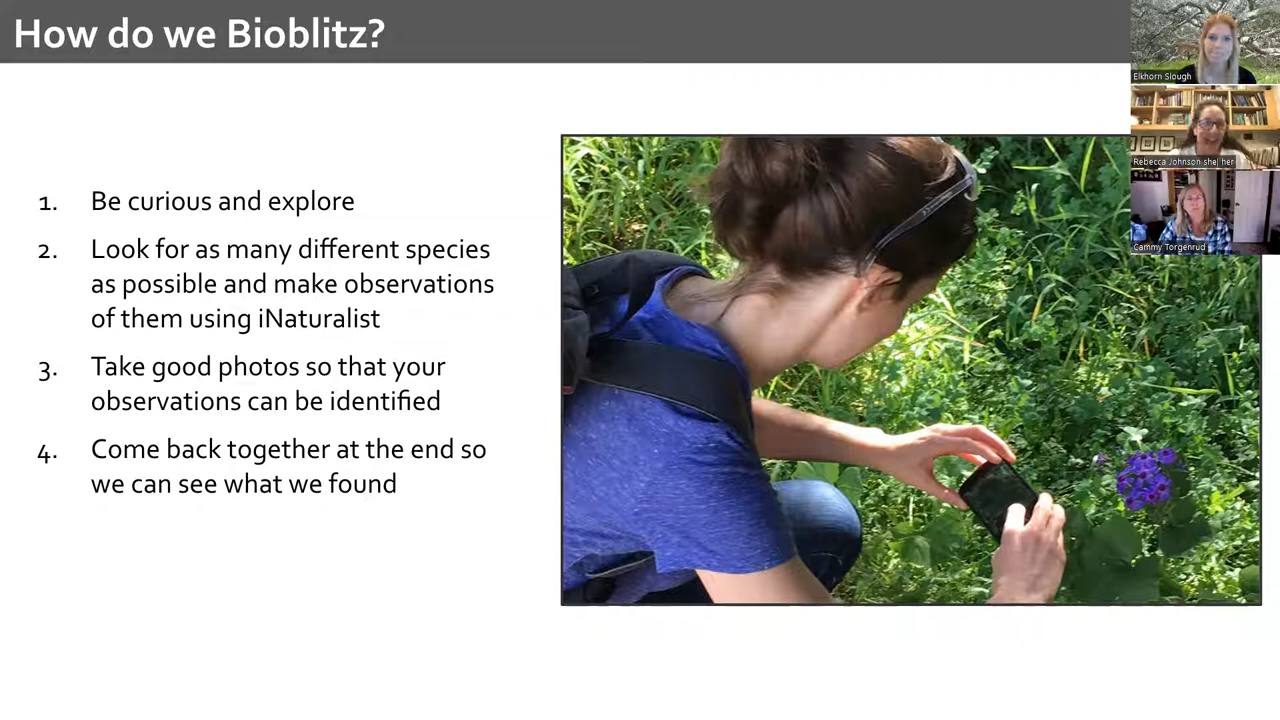 How do we Bioblitz?
Elkhorn Slough
Rebecca Johnson she| her
Cammy Torgenrud
1. Be curious and explore
2. Look for as many different species
as possible and make observations
of them using iNaturalist
3. Take good photos so that your
observations can be identified
4. Come back together at the end so
we can see what we found